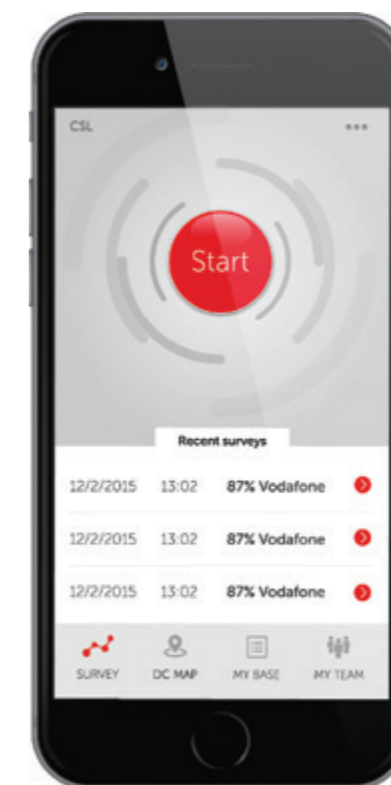 CSL
Start
Recent surveys
12/2/2015 13:02 87% Vodafone
12/2/2015 13:02 87% Vodafone
12/2/2015 13:02 87% Vodafone
SURVEY DC MAP MY BASE MY TEAM